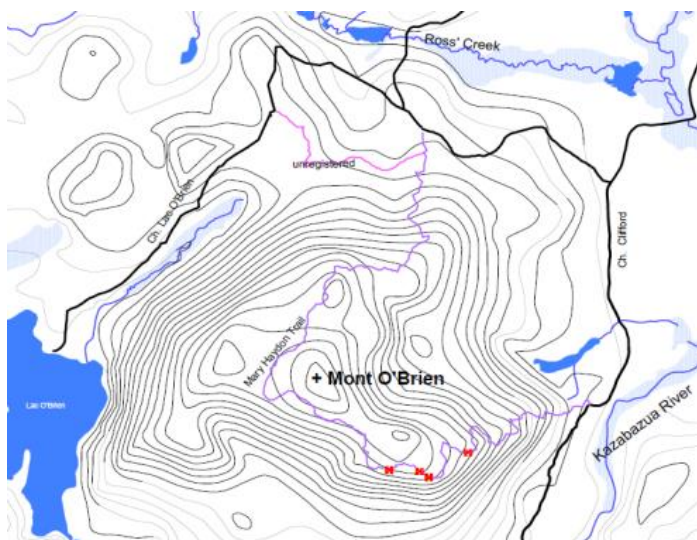 Ross' Creek
unregistered
Ch. Lac-O'Brien
Ch. Clifford
Mary Haydon Trail
+ Mont O'Brien
Lac O'Brien
Kazabazua River